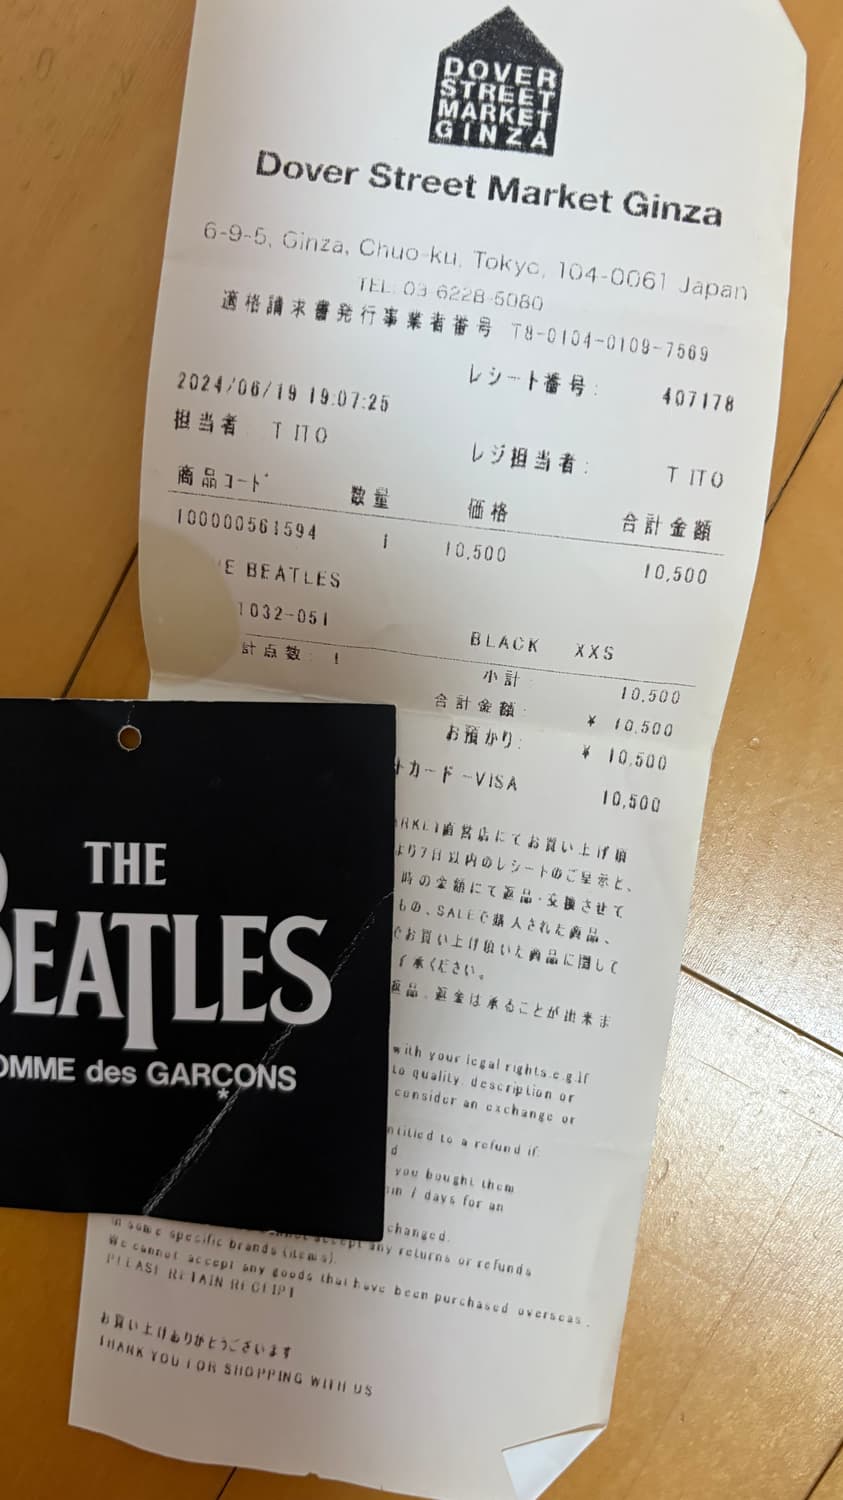 DOVER
STREET
MARKET
GINZA
Dover Street Market Ginza
6-9-5, Ginza, Chuo-ku, Tokyo, 104-0061 Japan
TEL: 03-6228-5080
適格請求書発行事業者番号 T8-0104-0109-7569
レシート番号: 407178
2024/06/19 19:07:25
担当者 T ITO
レジ担当者: T ITO
商品コード 数量 価格 合計金額
100000561594 1 10,500 10,500
E BEATLES
1032-051 BLACK XXS
計点数: 1
小計: 10,500
合計金額: ¥ 10,500
お預かり: ¥ 10,500
トカード-VISA 10,500
直営店にてお買い上げ頂
より7日以内のレシートのご呈示と、
時の金額にて返品・交換させて
もの、SALEで購入された商品、
でお買い上げ頂いた商品に関して
了承ください。
返品、返金は承ることが出来ま
with your legal rights.e.g.If
to quality, description or
consider an exchange or
ntitled to a refund if:
d
you bought them
in 7 days for an
changed.
in some specific brands (items).
accept any returns or refunds
We cannot accept any goods that have been purchased overseas.
PLEASE RETAIN RECEIPT
お買い上げありがとうございます
THANK YOU FOR SHOPPING WITH US
THE
BEATLES
OMME des GARÇONS
*